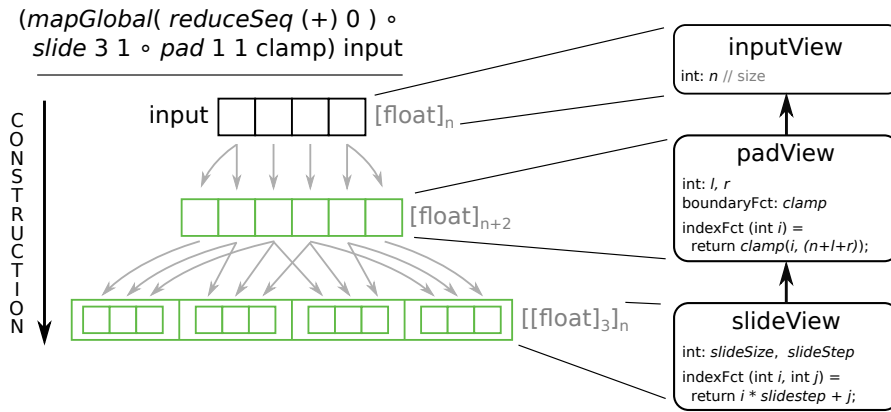 (mapGlobal( reduceSeq (+) 0 ) ∘
slide 3 1 ∘ pad 1 1 clamp) input
CONSTRUCTION
input
[float]n
[float]n+2
[[float]3]n
inputView
int: n // size
padView
int: l, r
boundaryFct: clamp
indexFct (int i) =
return clamp(i, (n+l+r));
slideView
int: slideSize, slideStep
indexFct (int i, int j) =
return i * slidestep + j;